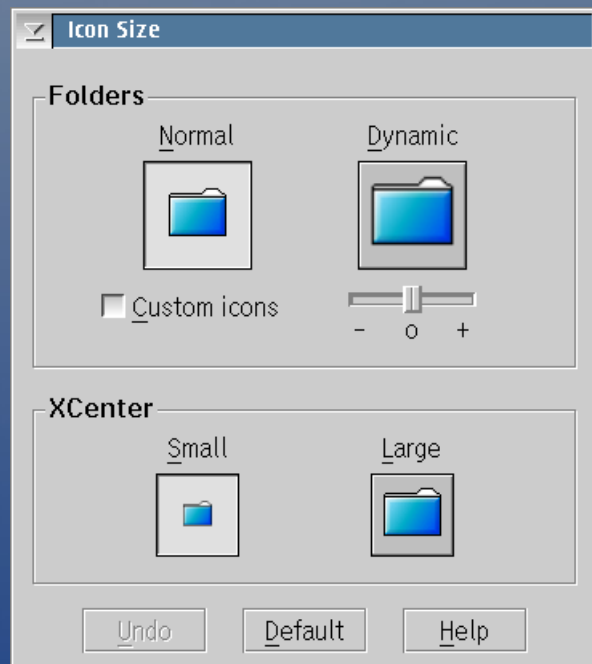 Icon Size
Folders
Normal Dynamic
Custom icons
- o +
XCenter
Small Large
Undo Default Help